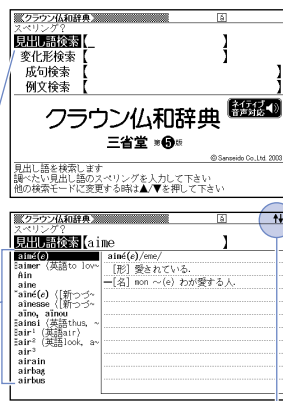 クラウン仏和辞典
スペリング?
見出し語検索【_ 】
変化形検索【 】
成句検索【 】
例文検索【 】
クラウン仏和辞典
ネイティブ
音声対応
三省堂 第5版
© Sanseido Co.,Ltd. 2003
見出し語を検索します
調べたい見出し語のスペリングを入力して下さい
他の検索モードに変更する時は▲/▼を押して下さい
クラウン仏和辞典
スペリング?
見出し語検索【aime 】
aimé(e)
aimer (英語to lov~
Ain
aine
aîné(e) ([新つづ~
aînesse ([新つづ~
aïno, aïnou
ainsi (英語thus, ~
air¹ (英語air)
air² (英語look, a~
air³
airain
airbag
airbus
aimé(e)/eme/
[形] 愛されている.
—[名] mon ~(e) わが愛する人.